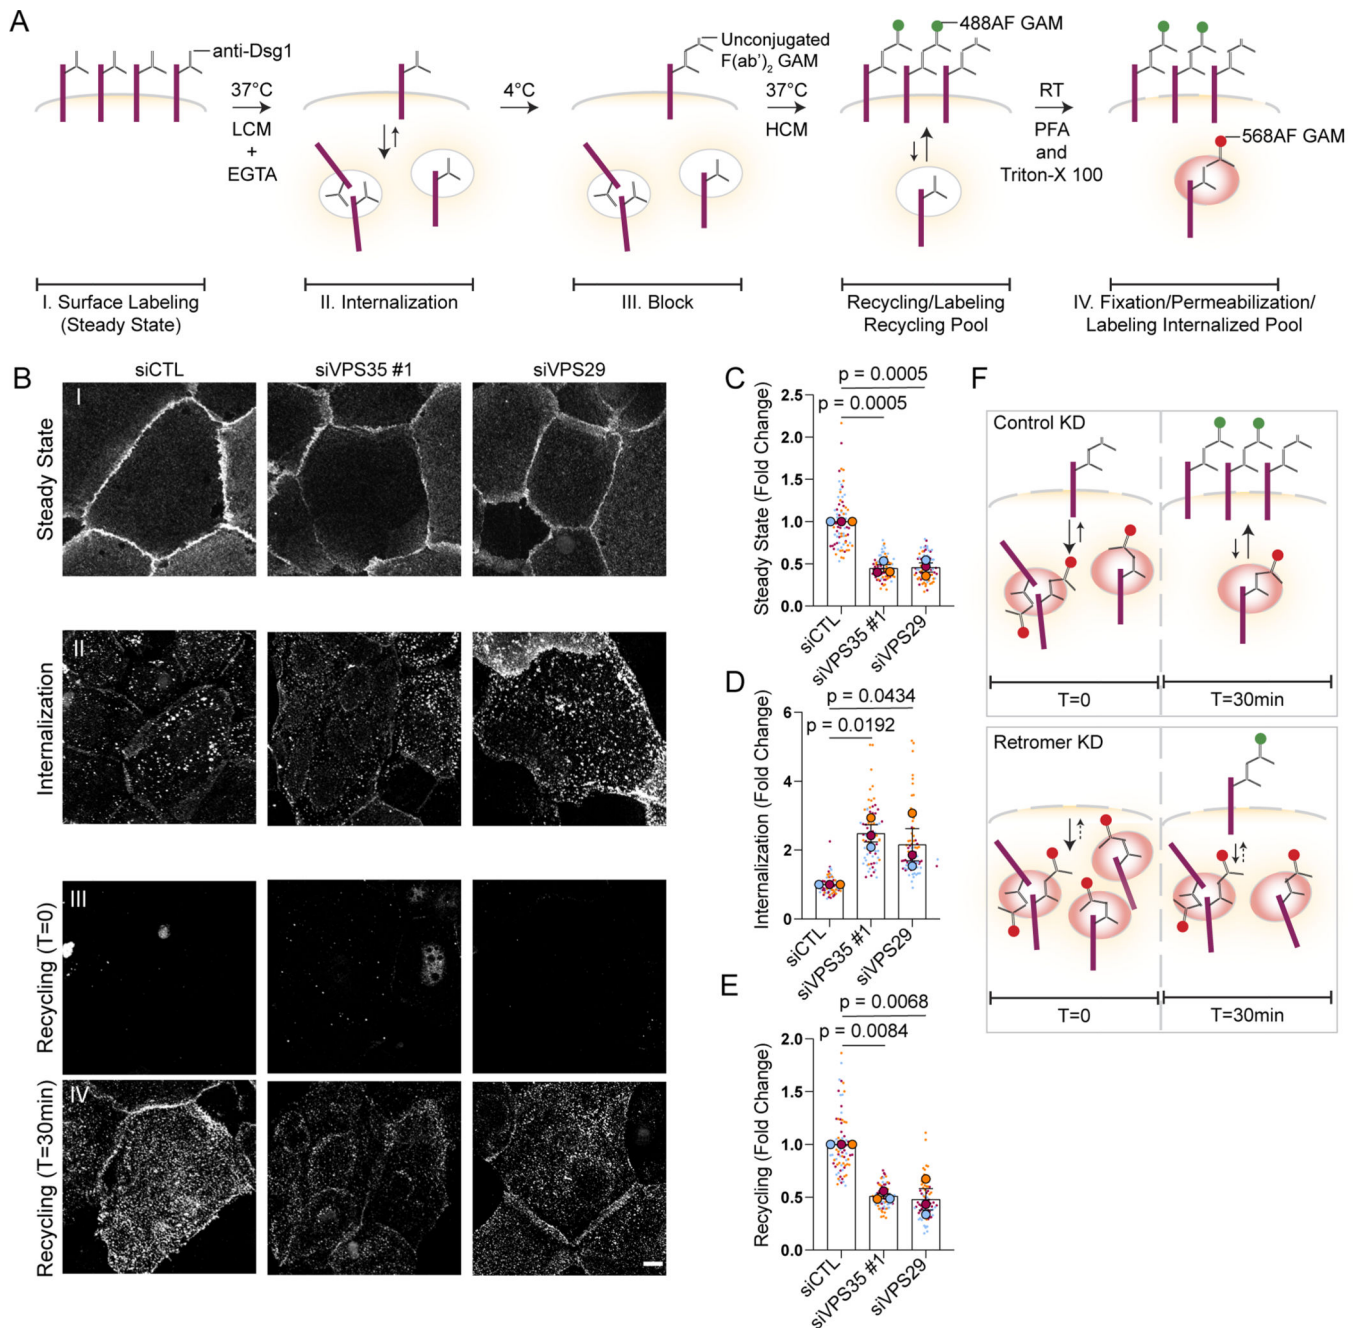 A
anti-Dsg1
37°C
LCM
+
EGTA
4°C
Unconjugated
F(ab')2 GAM
37°C
HCM
488AF GAM
RT
PFA
and
Triton-X 100
568AF GAM
I. Surface Labeling
(Steady State)
II. Internalization
III. Block
Recycling/Labeling
Recycling Pool
IV. Fixation/Permeabilization/
Labeling Internalized Pool
B
siCTL
siVPS35 #1
siVPS29
Steady State
I
Internalization
II
Recycling (T=0)
III
Recycling (T=30min)
IV
C
p = 0.0005
p = 0.0005
Steady State (Fold Change)
2.5
2.0
1.5
1.0
0.5
0.0
siCTL
siVPS35 #1
siVPS29
D
p = 0.0434
p = 0.0192
Internalization (Fold Change)
6
4
2
0
siCTL
siVPS35 #1
siVPS29
E
p = 0.0068
p = 0.0084
Recycling (Fold Change)
2.0
1.5
1.0
0.5
0.0
siCTL
siVPS35 #1
siVPS29
F
Control KD
T=0
T=30min
Retromer KD
T=0
T=30min